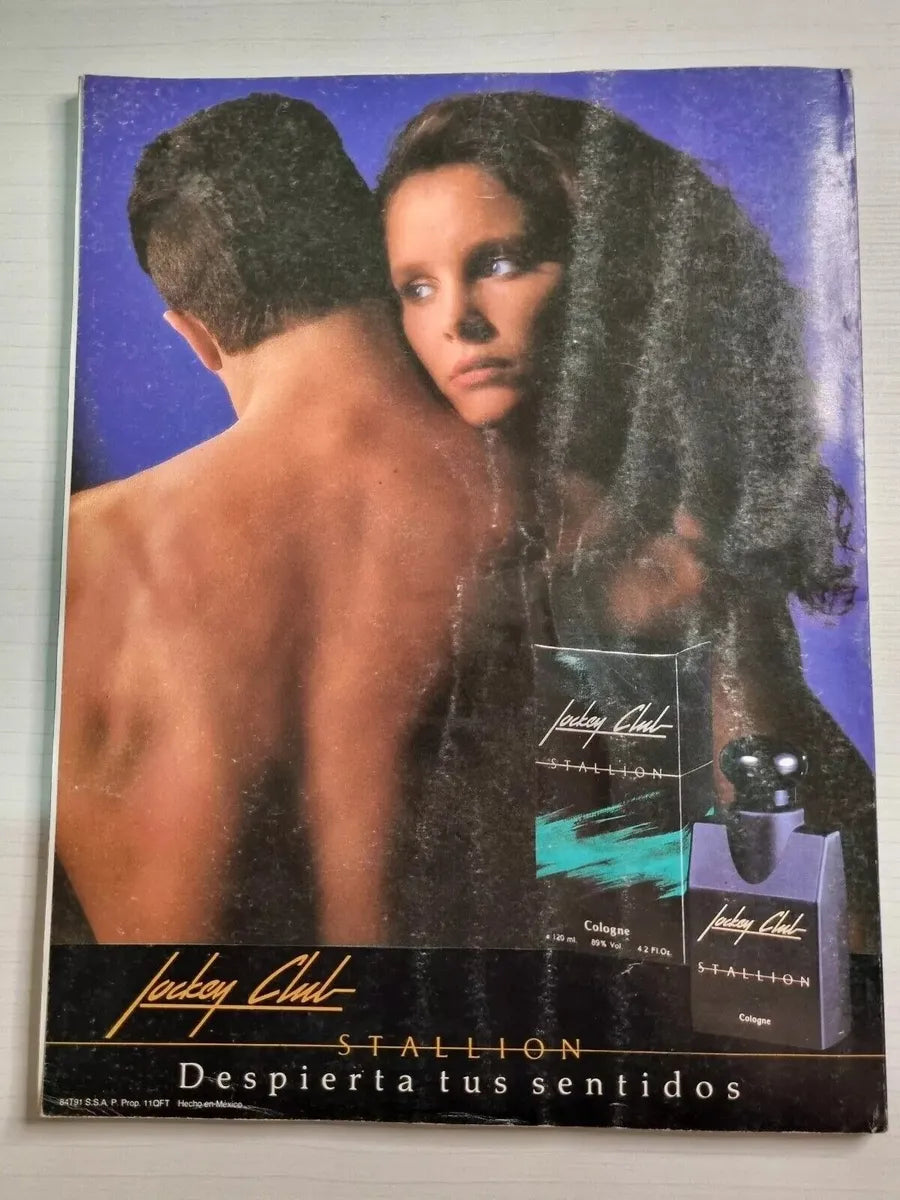 Jockey Club
STALLION
Cologne
e 120 ml. 89% Vol 4.2 Fl.Oz.
Jockey Club
STALLION
Cologne
Jockey Club
STALLION
Despierta tus sentidos
84T91 S.S.A. P. Prop. 11QFT Hecho en México